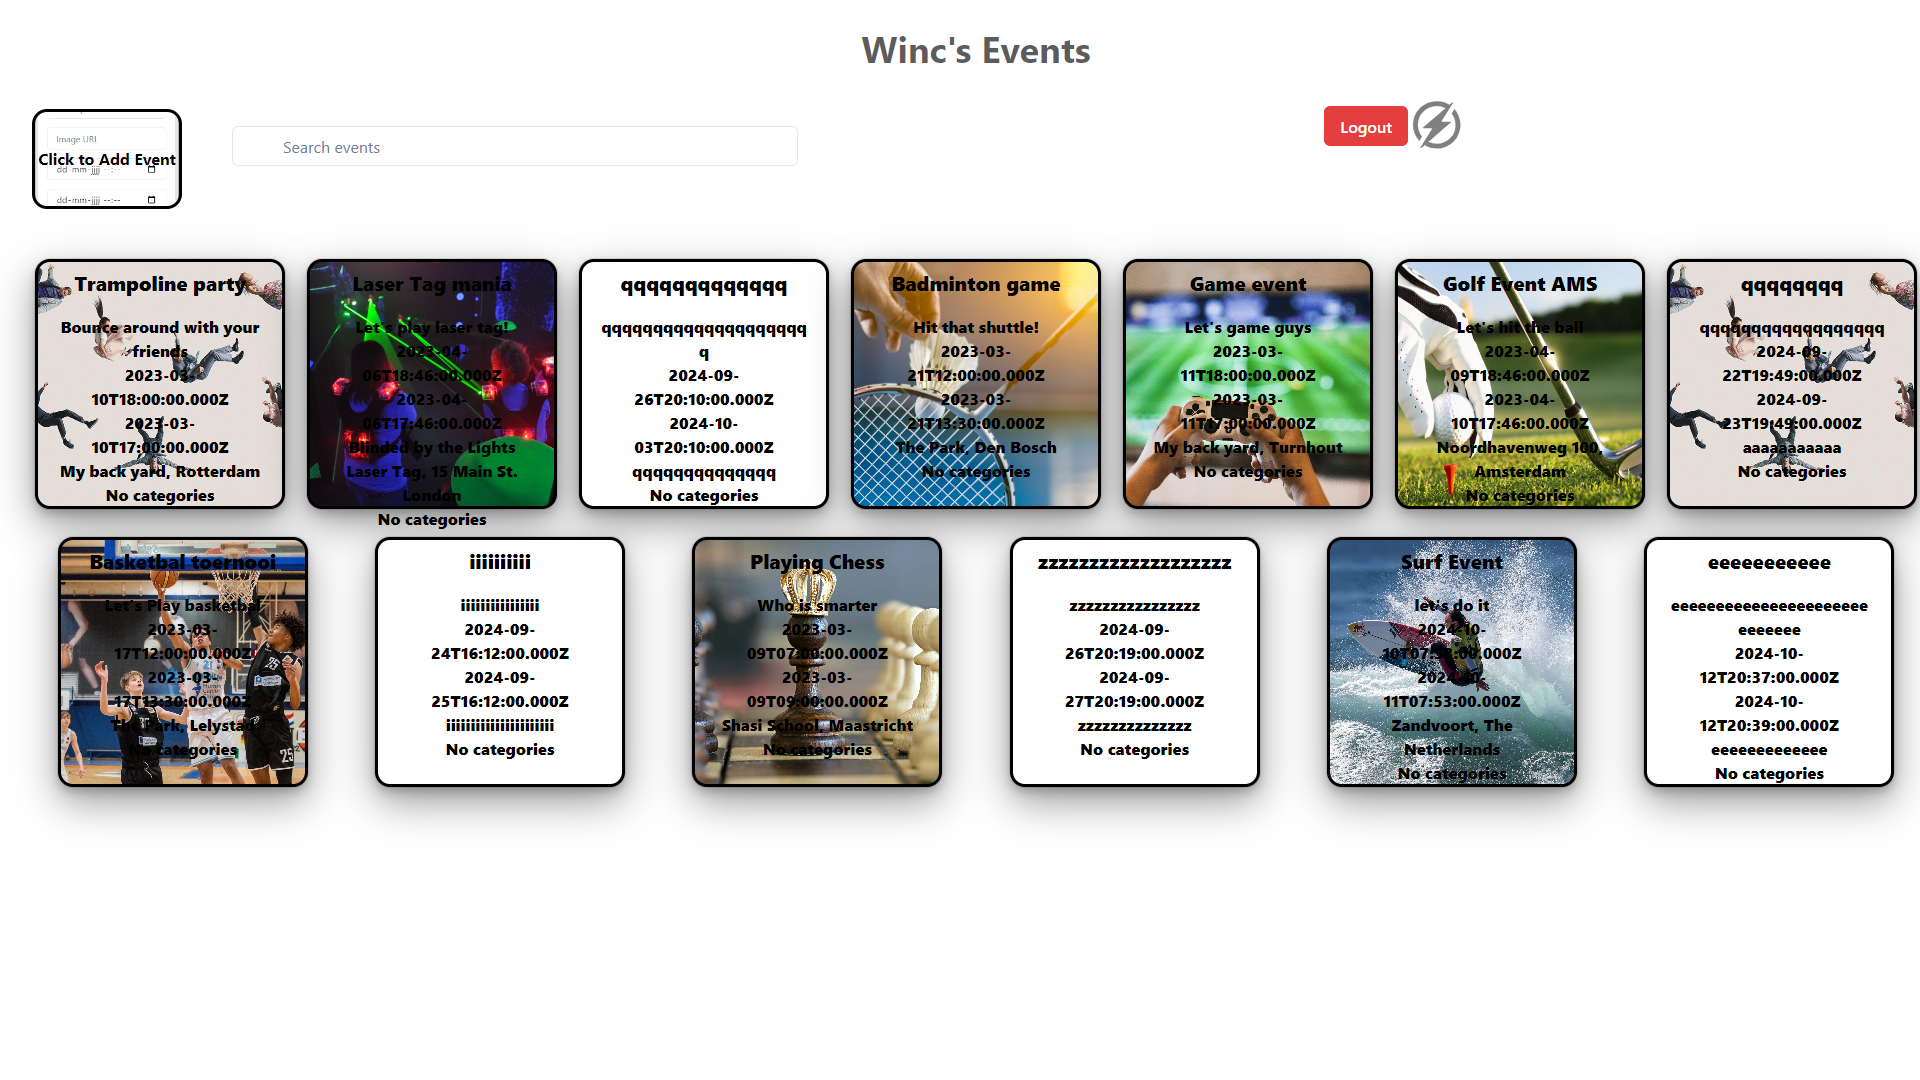 Winc's Events
Image URL
Click to Add Event
dd-mm-jjjj --:--
dd-mm-jjjj --:--
Search events
Logout
Trampoline party
Bounce around with your
friends
2023-03-
10T18:00:00.000Z
2023-03-
10T17:00:00.000Z
My back yard, Rotterdam
No categories
Laser Tag mania
Let's play laser tag!
2023-04-
06T18:46:00.000Z
2023-04-
06T17:46:00.000Z
Blinded by the Lights
Laser Tag, 15 Main St.
London
No categories
qqqqqqqqqqqqq
qqqqqqqqqqqqqqqqqqqq
q
2024-09-
26T20:10:00.000Z
2024-10-
03T20:10:00.000Z
qqqqqqqqqqqqqq
No categories
Badminton game
Hit that shuttle!
2023-03-
21T12:00:00.000Z
2023-03-
21T13:30:00.000Z
The Park, Den Bosch
No categories
Game event
Let's game guys
2023-03-
11T18:00:00.000Z
2023-03-
11T17:00:00.000Z
My back yard, Turnhout
No categories
Golf Event AMS
Let's hit the ball
2023-04-
09T18:46:00.000Z
2023-04-
10T17:46:00.000Z
Noordhavenweg 100,
Amsterdam
No categories
qqqqqqqq
qqqqqqqqqqqqqqqqqq
2024-09-
22T19:49:00.000Z
2024-09-
23T19:49:00.000Z
aaaaaaaaaaa
No categories
Basketbal toernooi
Let's Play basketbal
2023-03-
17T12:00:00.000Z
2023-03-
17T13:30:00.000Z
The Park, Lelystad
No categories
iiiiiiiiii
iiiiiiiiiiiiiiii
2024-09-
24T16:12:00.000Z
2024-09-
25T16:12:00.000Z
iiiiiiiiiiiiiiiiiiiiii
No categories
Playing Chess
Who is smarter
2023-03-
09T07:00:00.000Z
2023-03-
09T09:00:00.000Z
Shasi School, Maastricht
No categories
zzzzzzzzzzzzzzzzzzz
zzzzzzzzzzzzzzzz
2024-09-
26T20:19:00.000Z
2024-09-
27T20:19:00.000Z
zzzzzzzzzzzzzz
No categories
Surf Event
let's do it
2024-10-
10T07:53:00.000Z
2024-10-
11T07:53:00.000Z
Zandvoort, The
Netherlands
No categories
eeeeeeeeeee
eeeeeeeeeeeeeeeeeeeeee
eeeeeee
2024-10-
12T20:37:00.000Z
2024-10-
12T20:39:00.000Z
eeeeeeeeeeeee
No categories